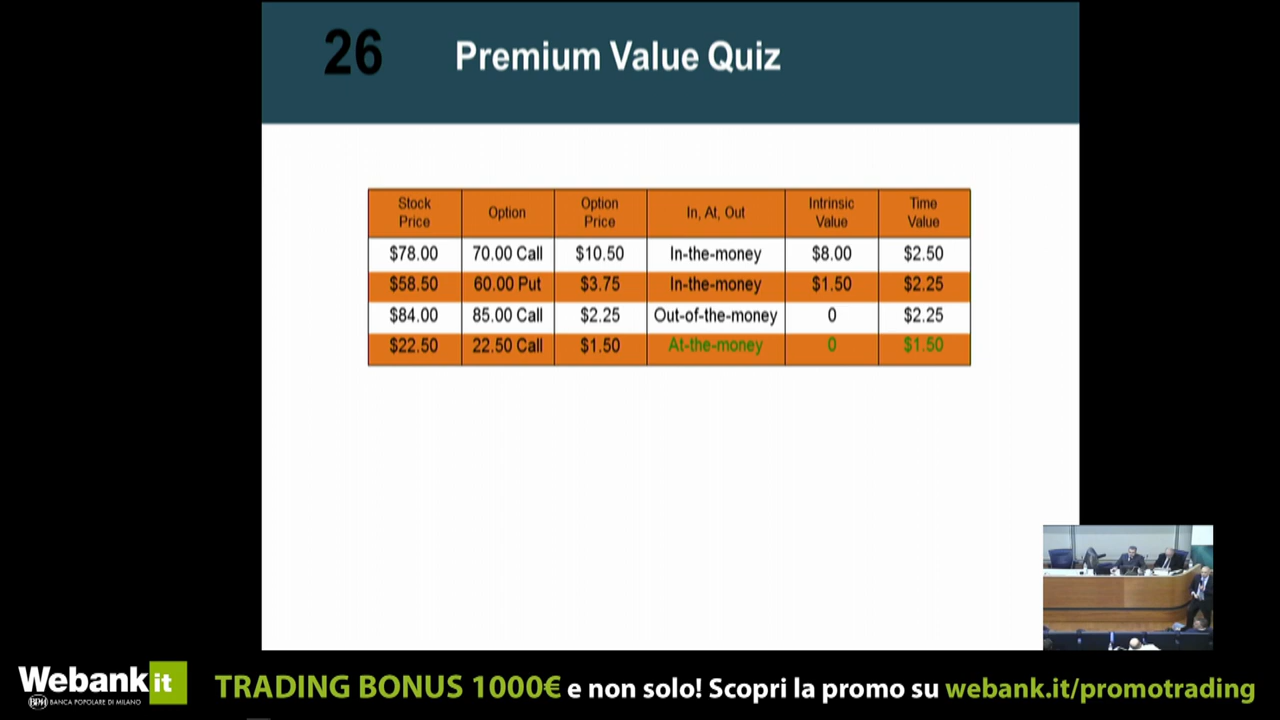 26 Premium Value Quiz
Stock Price Option Option Price In, At, Out Intrinsic Value Time Value
$78.00 70.00 Call $10.50 In-the-money $8.00 $2.50
$58.50 60.00 Put $3.75 In-the-money $1.50 $2.25
$84.00 85.00 Call $2.25 Out-of-the-money 0 $2.25
$22.50 22.50 Call $1.50 At-the-money 0 $1.50
Webank it
BPM BANCA POPOLARE DI MILANO
TRADING BONUS 1000€ e non solo! Scopri la promo su webank.it/promotrading